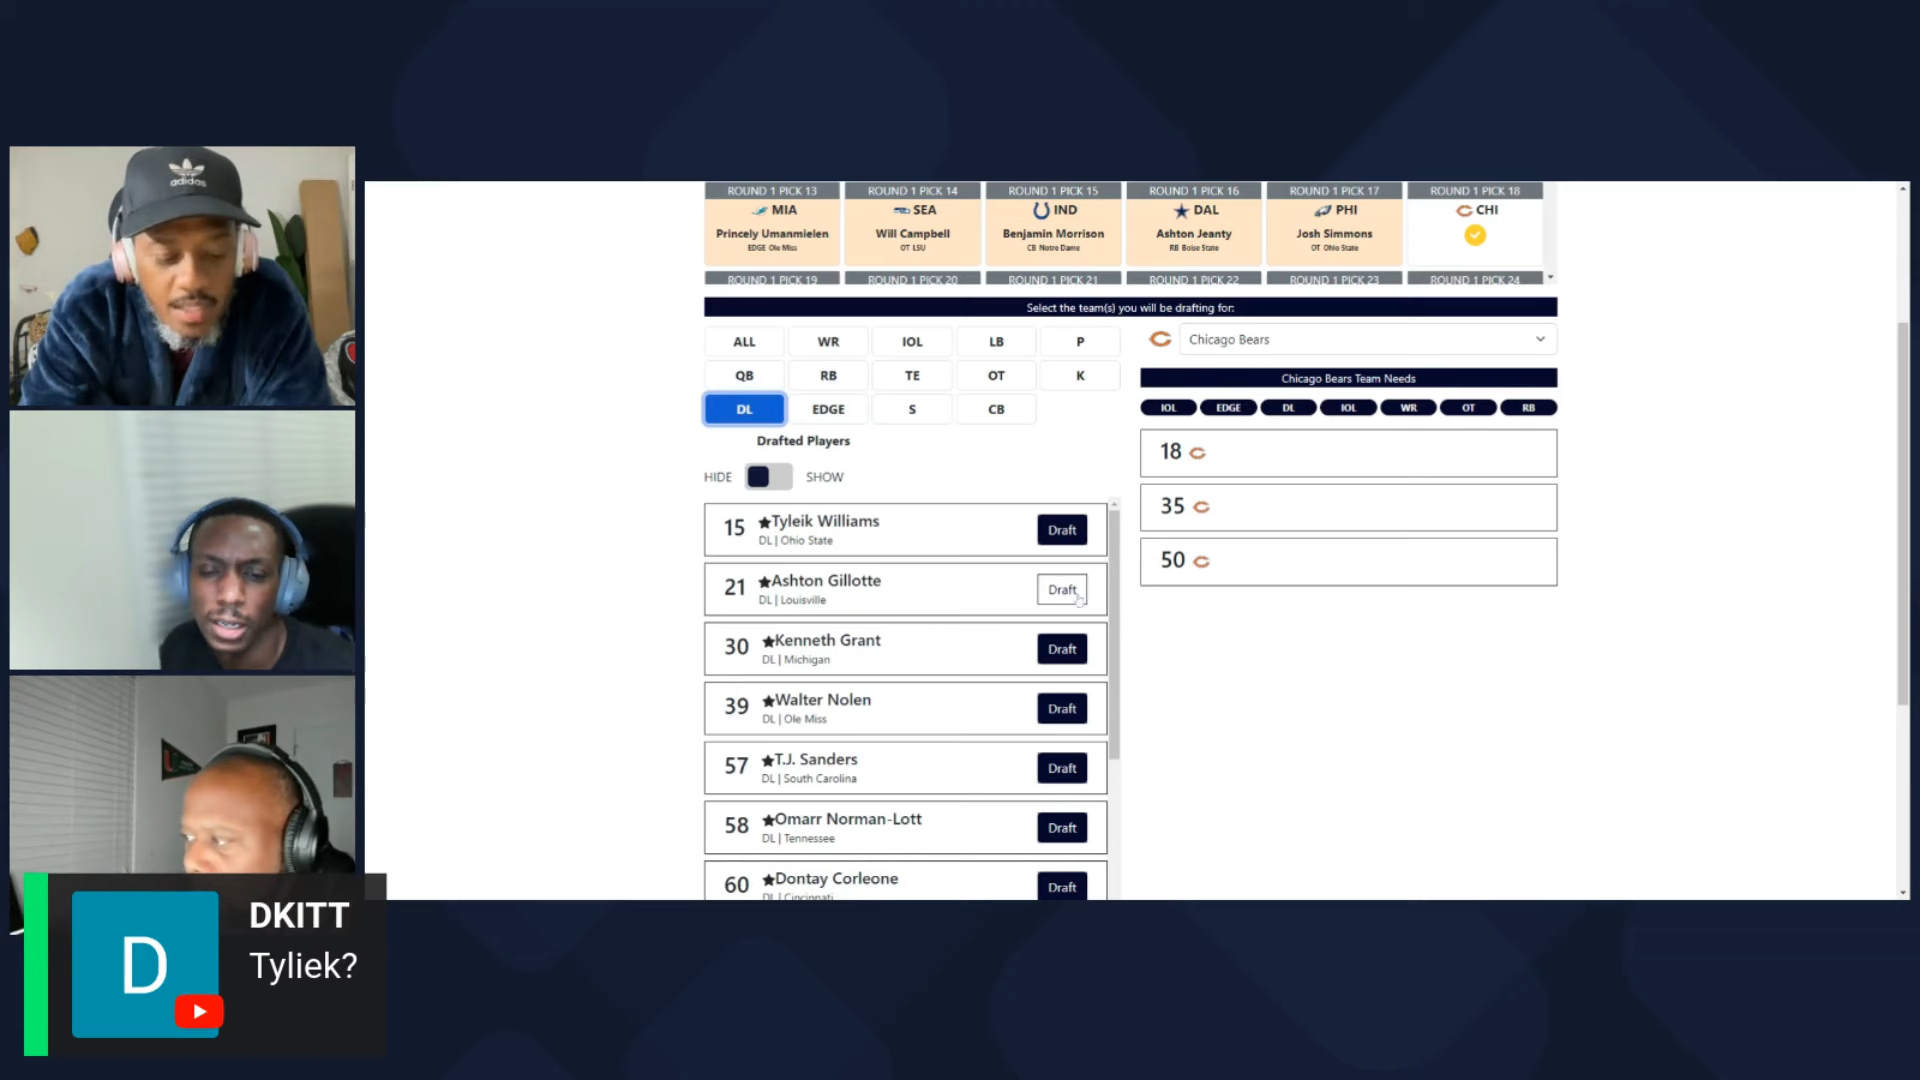 adidas
ROUND 1 PICK 13
ROUND 1 PICK 14
ROUND 1 PICK 15
ROUND 1 PICK 16
ROUND 1 PICK 17
ROUND 1 PICK 18
MIA
SEA
IND
DAL
PHI
CHI
Princely Umanmielen
Will Campbell
Benjamin Morrison
Ashton Jeanty
Josh Simmons
EDGE Ole Miss
OT LSU
CB Notre Dame
RB Boise State
OT Ohio State
ROUND 1 PICK 19
ROUND 1 PICK 20
ROUND 1 PICK 21
ROUND 1 PICK 22
ROUND 1 PICK 23
ROUND 1 PICK 24
Select the team(s) you will be drafting for:
ALL
WR
IOL
LB
P
QB
RB
TE
OT
K
DL
EDGE
S
CB
Drafted Players
HIDE
SHOW
15 ★Tyleik Williams
DL | Ohio State
Draft
21 ★Ashton Gillotte
DL | Louisville
Draft
30 ★Kenneth Grant
DL | Michigan
Draft
39 ★Walter Nolen
DL | Ole Miss
Draft
57 ★T.J. Sanders
DL | South Carolina
Draft
58 ★Omarr Norman-Lott
DL | Tennessee
Draft
60 ★Dontay Corleone
DL | Cincinnati
Draft
Chicago Bears
Chicago Bears Team Needs
IOL
EDGE
DL
IOL
WR
OT
RB
18
35
50
D
DKITT
Tyliek?